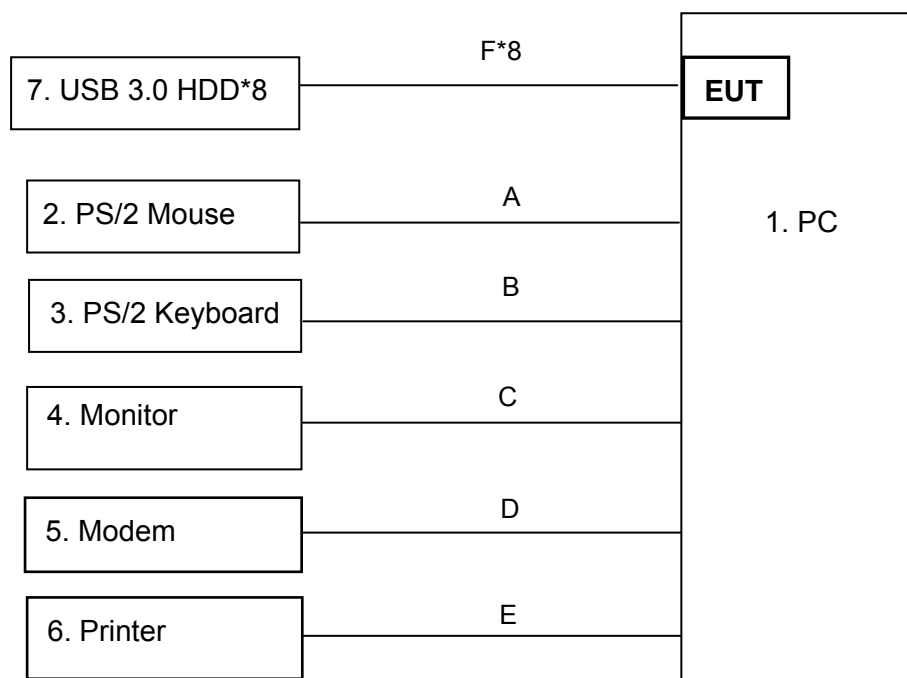 F*8
7. USB 3.0 HDD*8
EUT
A
2. PS/2 Mouse
1. PC
B
3. PS/2 Keyboard
C
4. Monitor
D
5. Modem
E
6. Printer